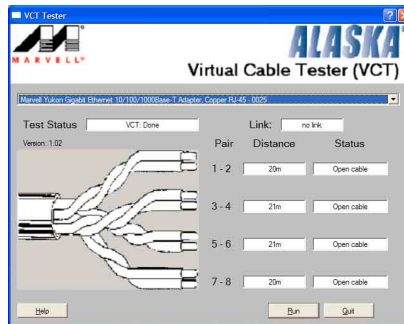 VCT Tester
MARVELL®
ALASKA®
Virtual Cable Tester (VCT)
Marvell Yukon Gigabit Ethernet 10/100/1000Base-T Adapter, Copper RJ-45 - 0025
Test Status VCT: Done Link: no link
Version: 1.02
Pair Distance Status
1 - 2 20m Open cable
3 - 4 21m Open cable
5 - 6 21m Open cable
7 - 8 20m Open cable
Help Run Quit